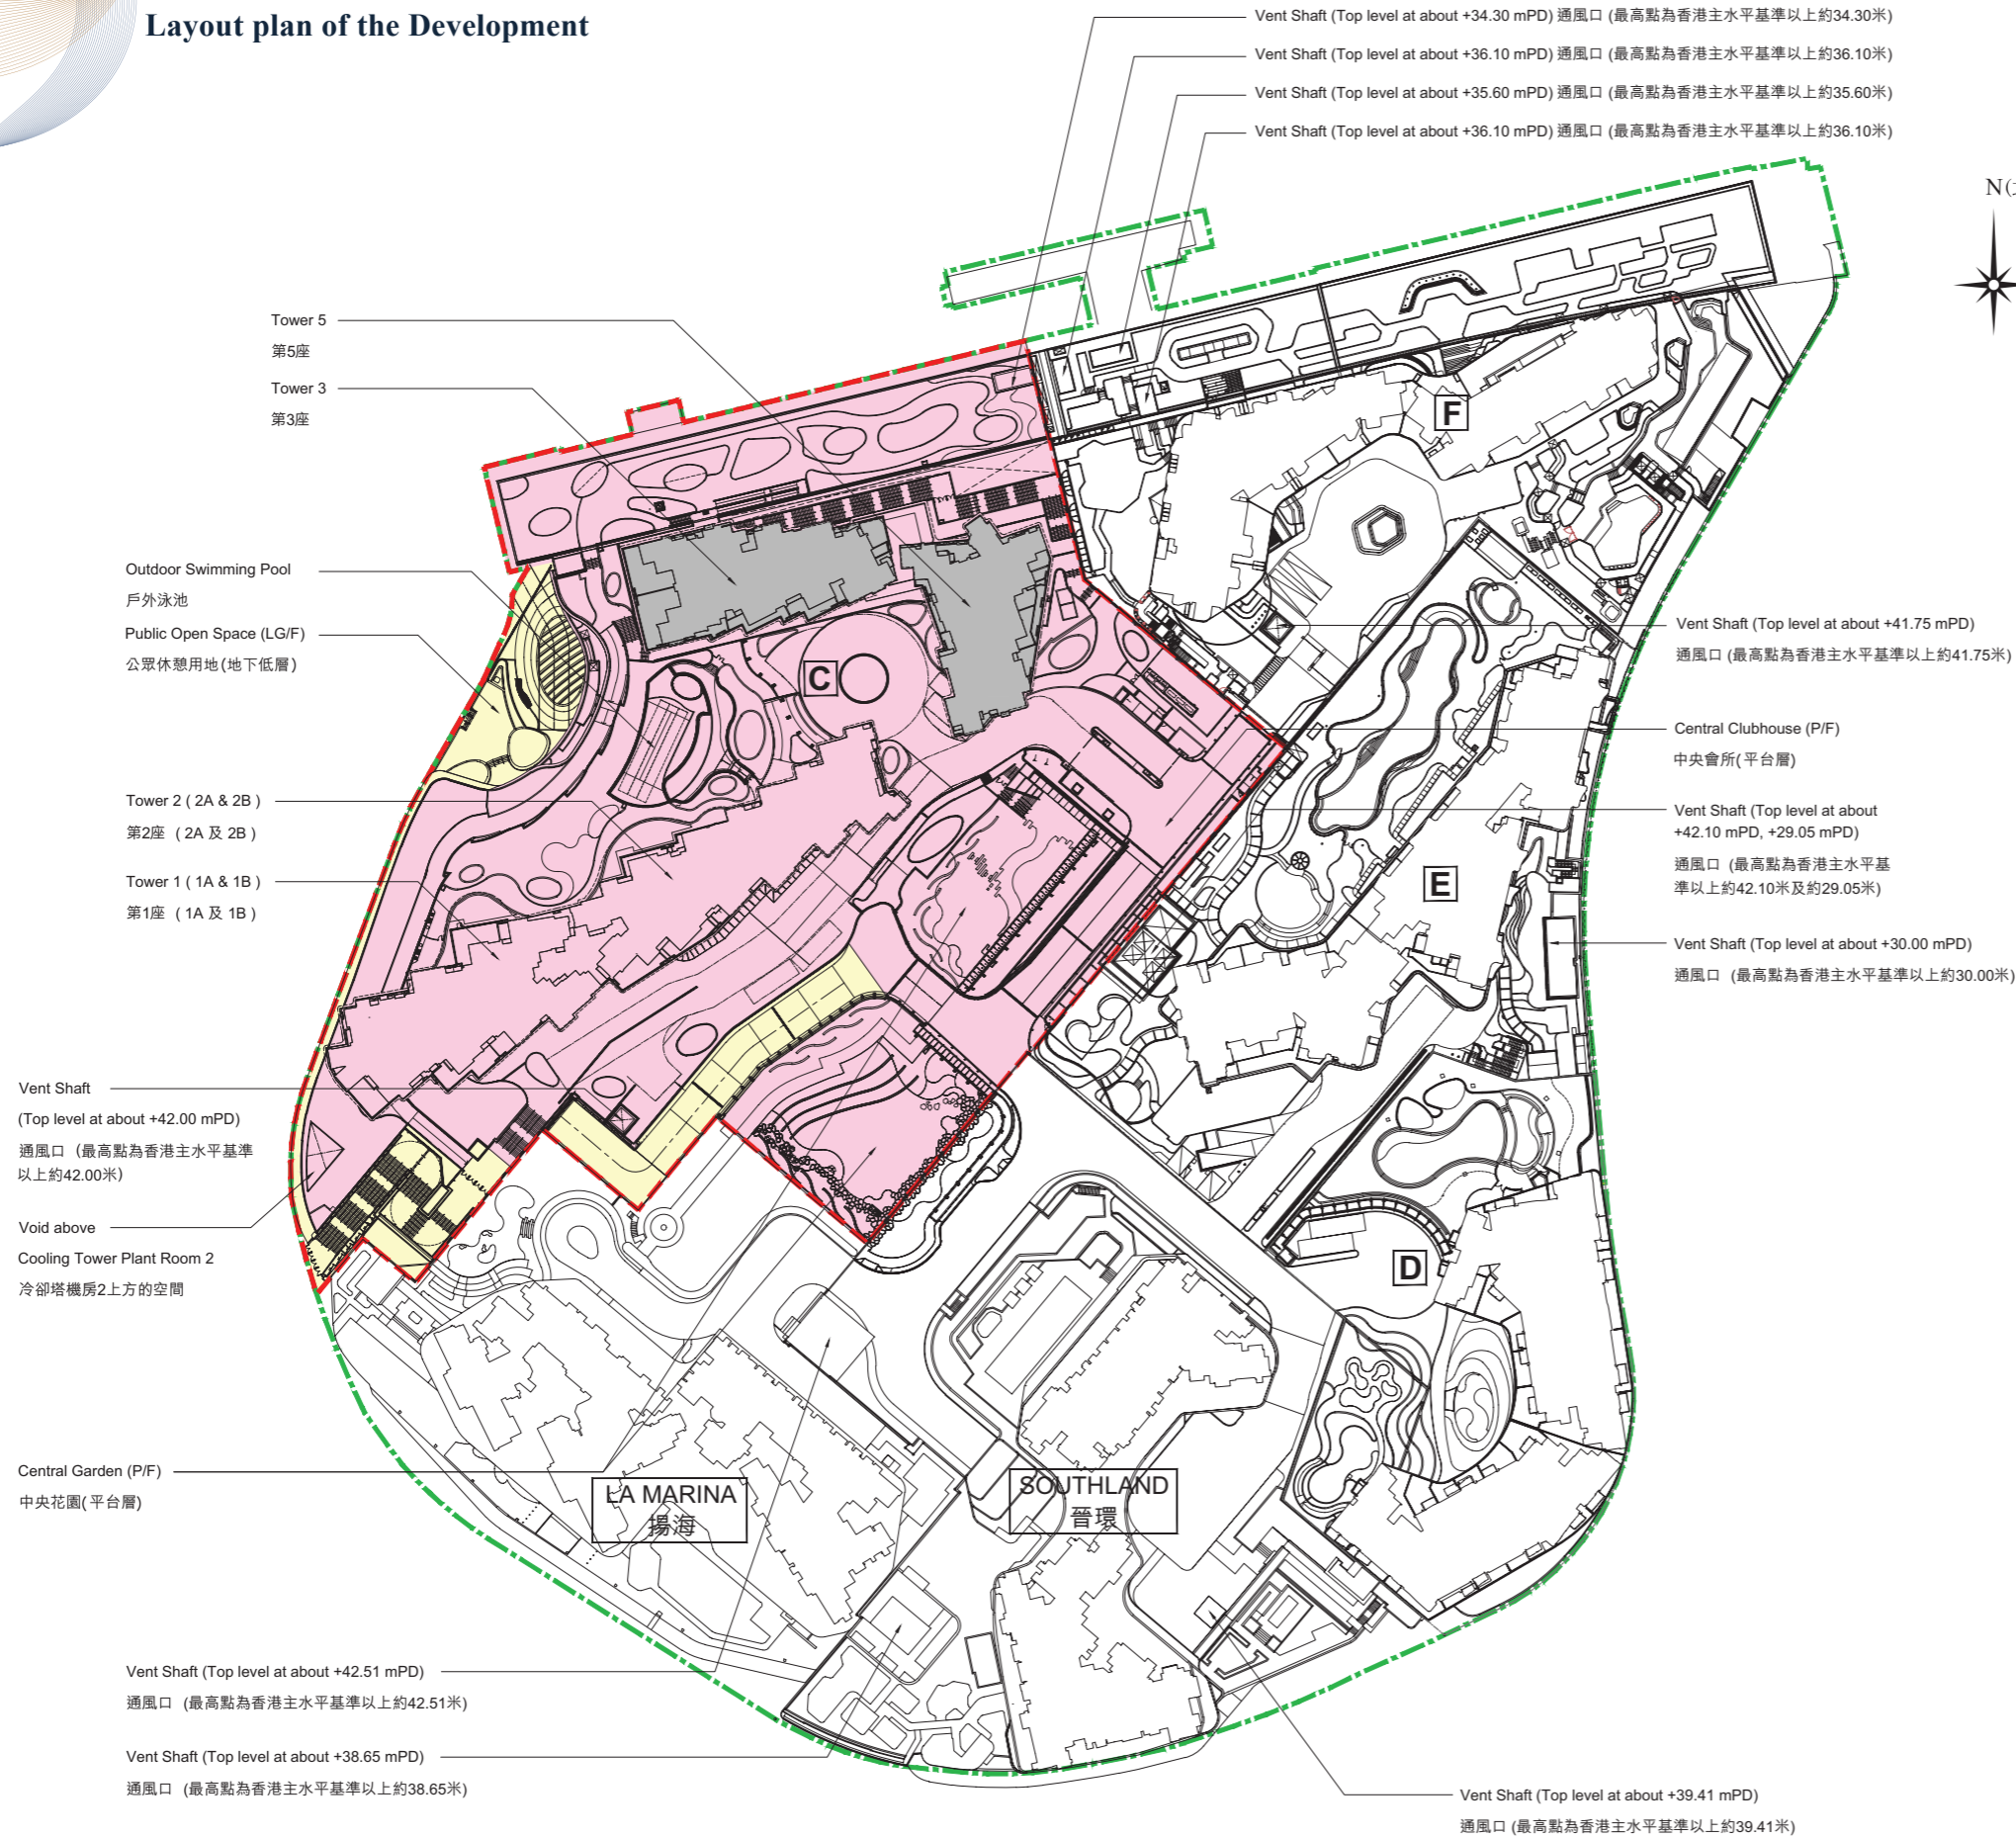 Layout plan of the Development
Vent Shaft (Top level at about +34.30 mPD) 通風口 (最高點為香港主水平基準以上約34.30米)
Vent Shaft (Top level at about +36.10 mPD) 通風口 (最高點為香港主水平基準以上約36.10米)
Vent Shaft (Top level at about +35.60 mPD) 通風口 (最高點為香港主水平基準以上約35.60米)
Vent Shaft (Top level at about +36.10 mPD) 通風口 (最高點為香港主水平基準以上約36.10米)
N
Tower 5
第5座
Tower 3
第3座
F
Outdoor Swimming Pool
戶外泳池
Public Open Space (LG/F)
公眾休憩用地(地下低層)
Vent Shaft (Top level at about +41.75 mPD)
通風口 (最高點為香港主水平基準以上約41.75米)
C
Central Clubhouse (P/F)
中央會所(平台層)
Tower 2 ( 2A & 2B )
第2座 ( 2A 及 2B )
Vent Shaft (Top level at about
+42.10 mPD, +29.05 mPD)
通風口 (最高點為香港主水平基
準以上約42.10米及約29.05米)
Tower 1 ( 1A & 1B )
第1座 ( 1A 及 1B )
E
Vent Shaft (Top level at about +30.00 mPD)
通風口 (最高點為香港主水平基準以上約30.00米)
Vent Shaft
(Top level at about +42.00 mPD)
通風口 (最高點為香港主水平基準
以上約42.00米)
Void above
Cooling Tower Plant Room 2
冷卻塔機房2上方的空間
D
Central Garden (P/F)
中央花園(平台層)
LA MARINA
揚海
SOUTHLAND
晉環
Vent Shaft (Top level at about +42.51 mPD)
通風口 (最高點為香港主水平基準以上約42.51米)
Vent Shaft (Top level at about +38.65 mPD)
通風口 (最高點為香港主水平基準以上約38.65米)
Vent Shaft (Top level at about +39.41 mPD)
通風口 (最高點為香港主水平基準以上約39.41米)